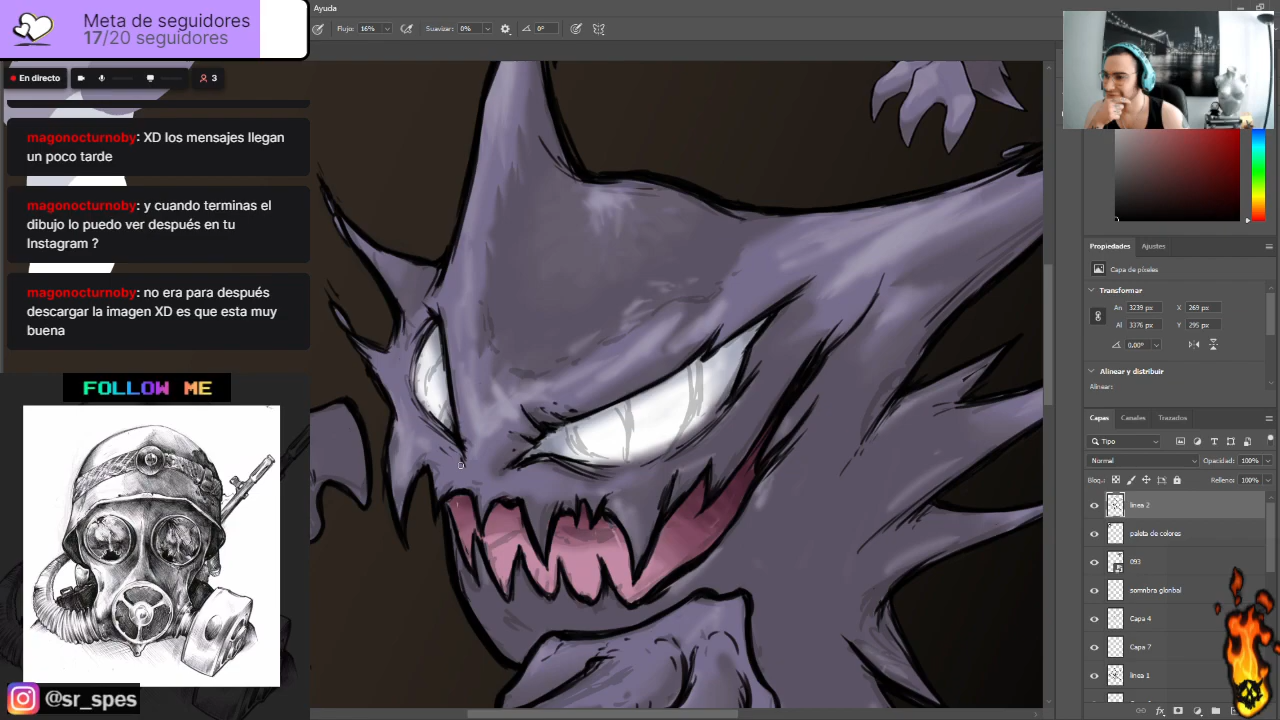 Meta de seguidores
17/20 seguidores
En directo
3
magonocturnoby: XD los mensajes llegan
un poco tarde
magonocturnoby: y cuando terminas el
dibujo lo puedo ver después en tu
Instagram ?
magonocturnoby: no era para después
descargar la imagen XD es que esta muy
buena
FOLLOW ME
@sr_spes
Ayuda
Flujo: 16%
Suavizar: 0%
0°
Propiedades
Ajustes
Capa de píxeles
Transformar
An 3239 px
X 269 px
Al 3376 px
Y 295 px
0,00°
Alinear y distribuir
Alinear:
Capas
Canales
Trazados
Tipo
Normal
Opacidad: 100%
Bloq.:
Relleno: 100%
linea 2
paleta de colores
093
somnbra glonbal
Capa 4
Capa 7
linea 1